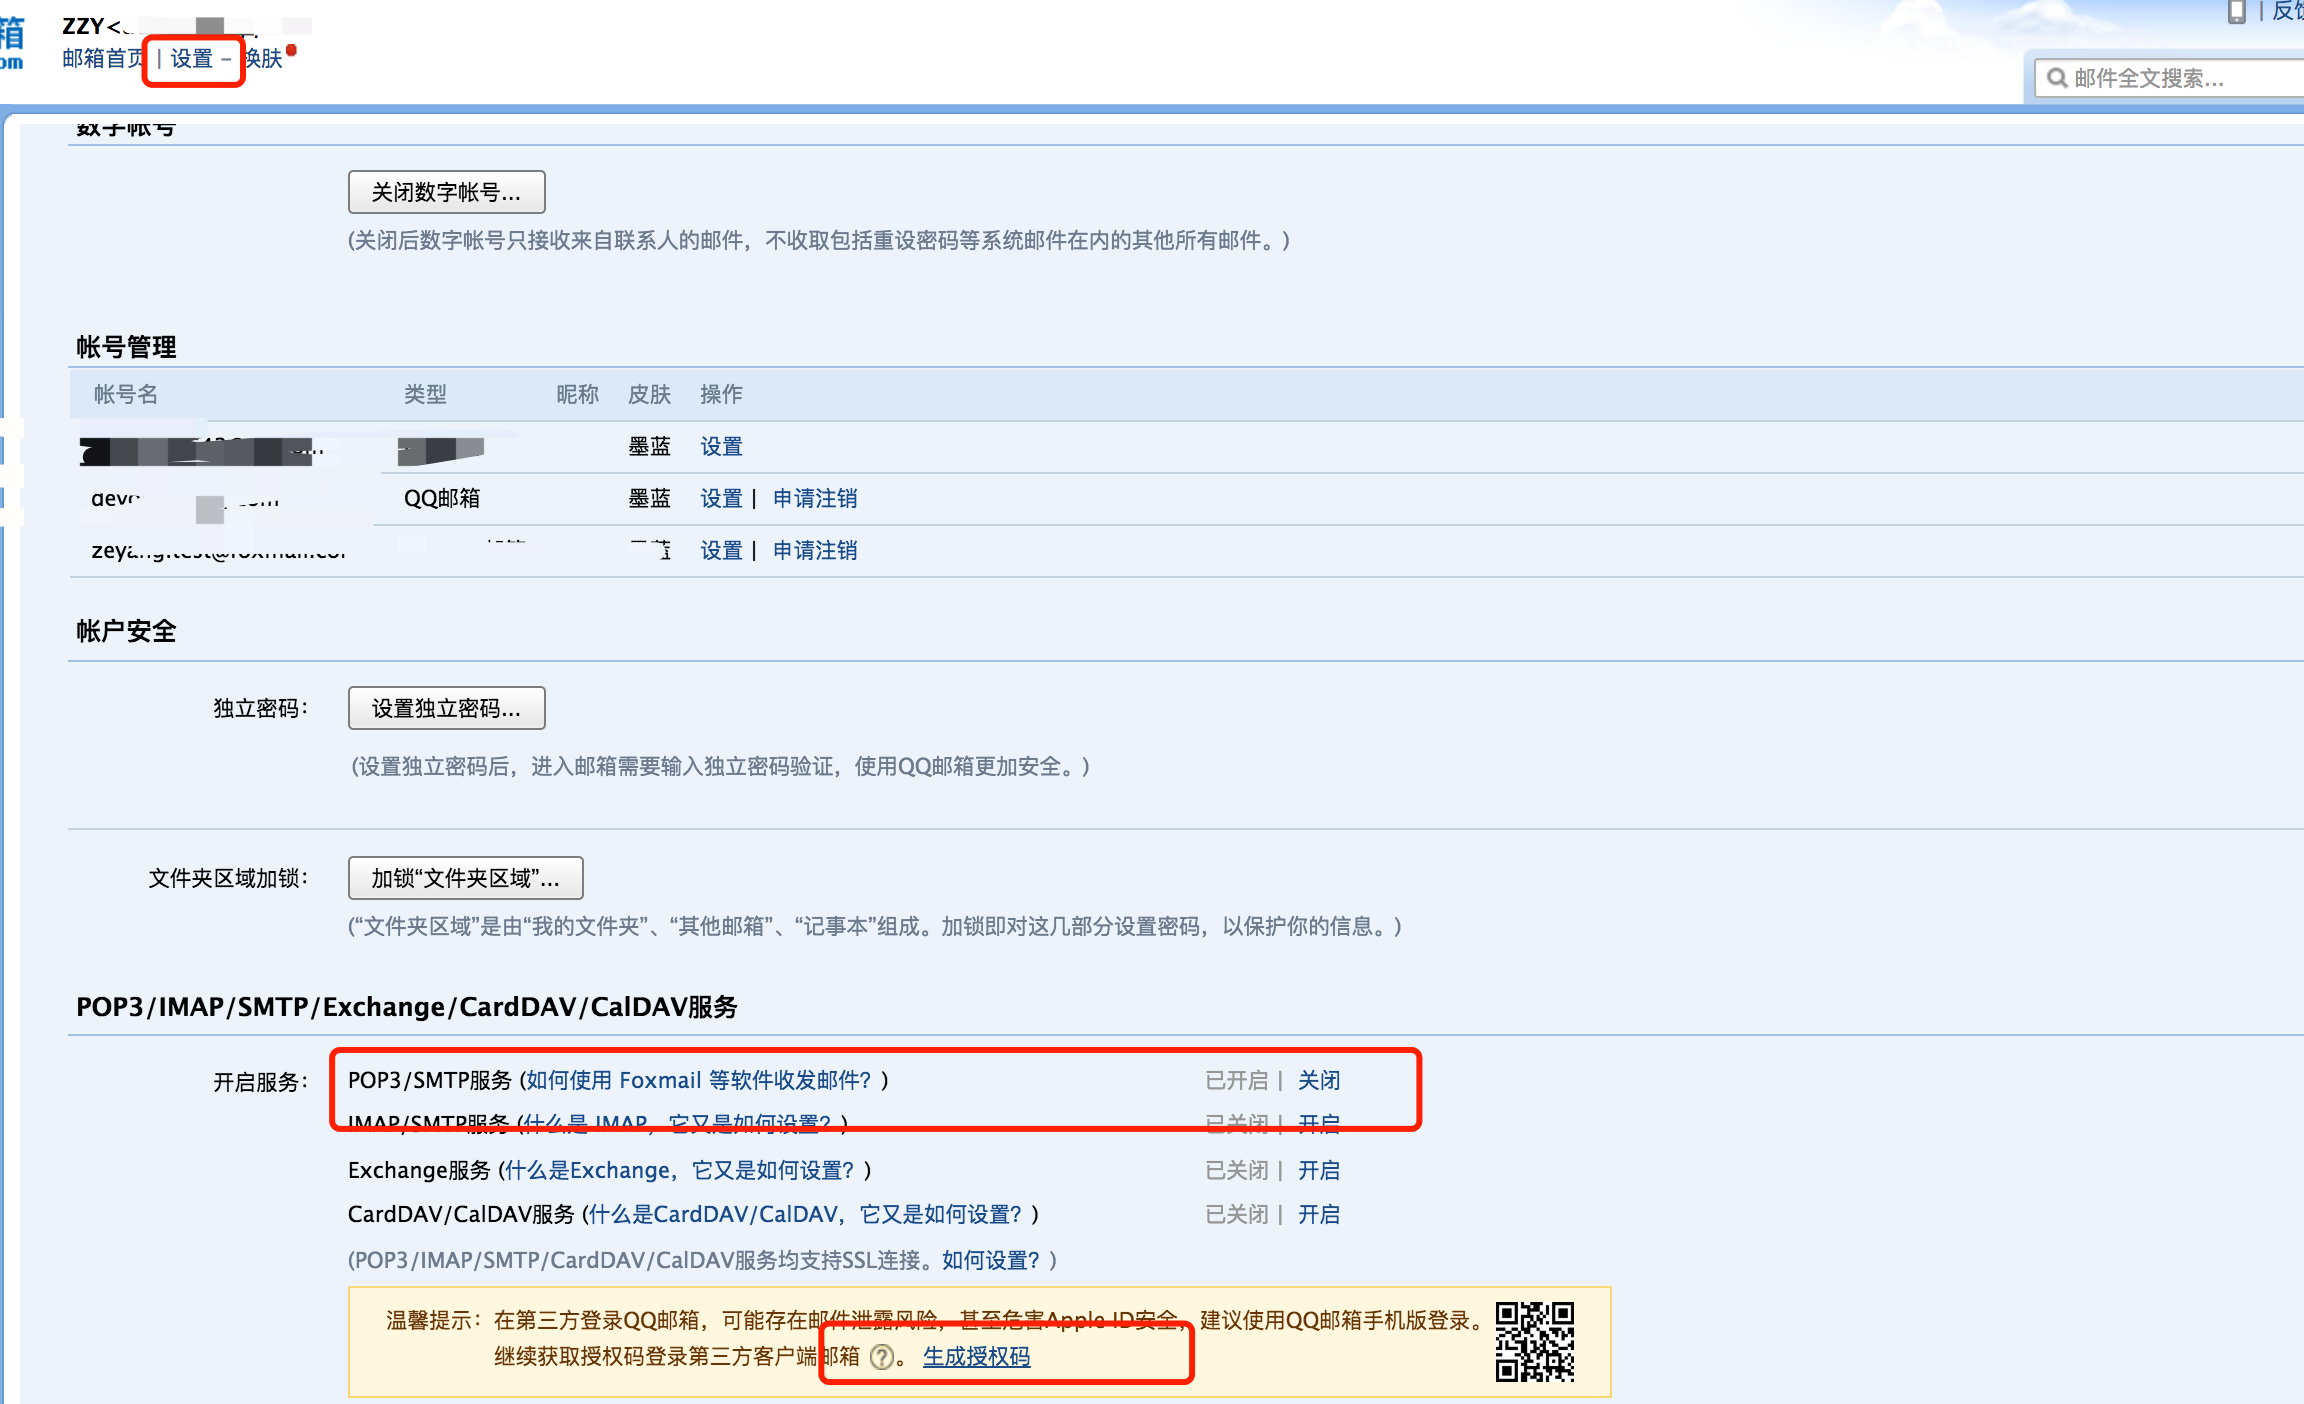 箱
ZZY<
反馈
om
邮箱首页 | 设置 - 换肤
邮件全文搜索...
数字帐号
关闭数字帐号...
(关闭后数字帐号只接收来自联系人的邮件，不收取包括重设密码等系统邮件在内的其他所有邮件。)
帐号管理
帐号名 类型 昵称 皮肤 操作
墨蓝 设置
QQ邮箱 墨蓝 设置 | 申请注销
设置 | 申请注销
帐户安全
独立密码： 设置独立密码...
(设置独立密码后，进入邮箱需要输入独立密码验证，使用QQ邮箱更加安全。)
文件夹区域加锁： 加锁“文件夹区域”...
(“文件夹区域”是由“我的文件夹”、“其他邮箱”、“记事本”组成。加锁即对这几部分设置密码，以保护你的信息。)
POP3/IMAP/SMTP/Exchange/CardDAV/CalDAV服务
开启服务： POP3/SMTP服务 (如何使用 Foxmail 等软件收发邮件？) 已开启 | 关闭
IMAP/SMTP服务 (什么是 IMAP，它又是如何设置？) 已关闭 | 开启
Exchange服务 (什么是Exchange，它又是如何设置？) 已关闭 | 开启
CardDAV/CalDAV服务 (什么是CardDAV/CalDAV，它又是如何设置？) 已关闭 | 开启
(POP3/IMAP/SMTP/CardDAV/CalDAV服务均支持SSL连接。如何设置？)
温馨提示：在第三方登录QQ邮箱，可能存在邮件泄露风险，甚至危害Apple ID安全，建议使用QQ邮箱手机版登录。
继续获取授权码登录第三方客户端邮箱 ?。 生成授权码